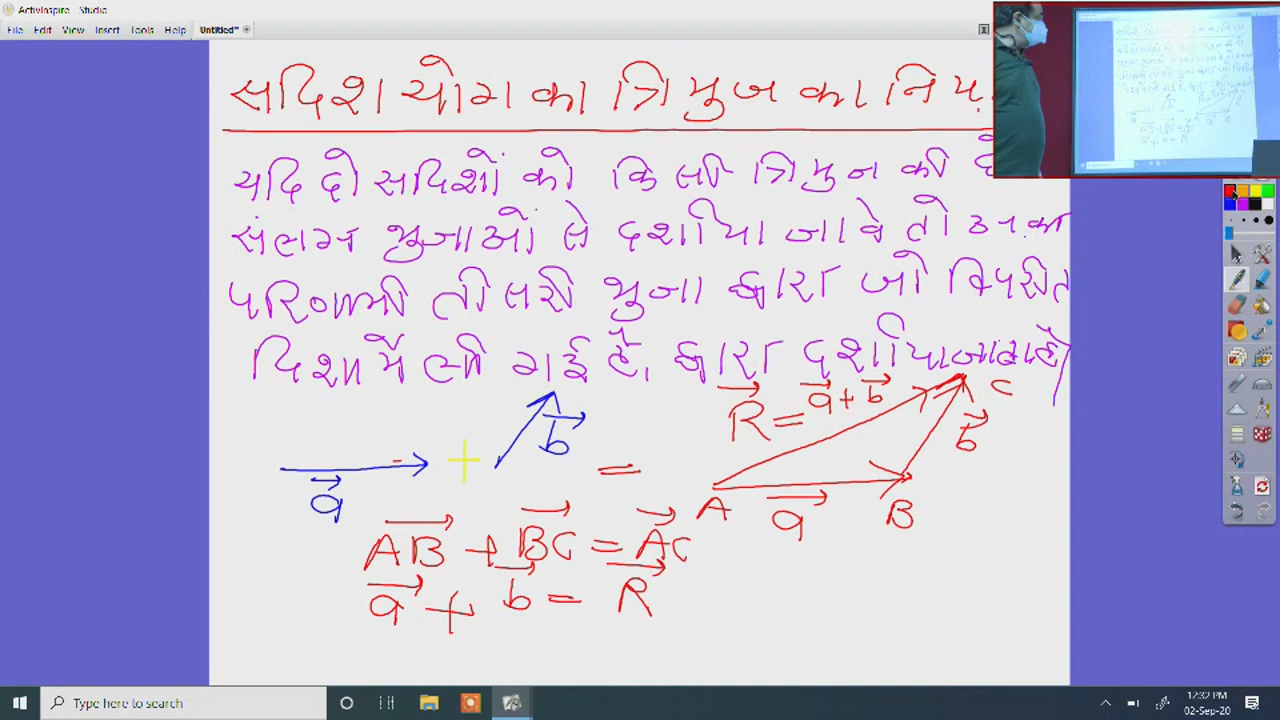 ActivInspire - Studio
File Edit View Insert Tools Help Untitled*
सदिश योग का त्रिभुज का निय
यदि दो सदिशों को किसी त्रिभुज की दो
संलग्न भुजाओं से दर्शाया जावे तो उनका
परिणामी तीसरी भुजा द्वारा जो विपरीत
दिशा में ली गई है, द्वारा दर्शाया जाता है।
a⃗ + b⃗ =
R⃗ = a⃗ + b⃗
A a⃗ B b⃗ C
AB⃗ + BC⃗ = AC⃗
a⃗ + b⃗ = R⃗
Type here to search
12:32 PM
02-Sep-20